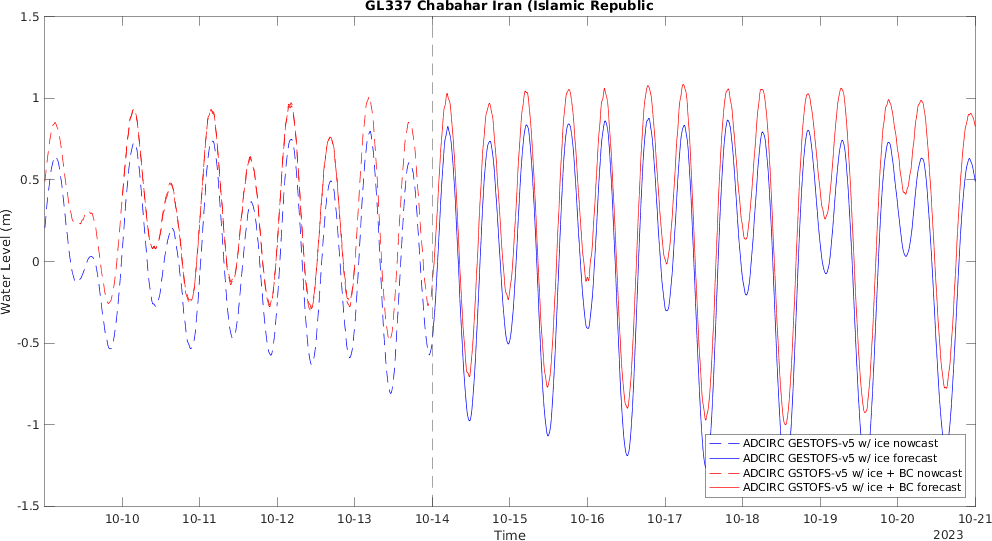 GL337 Chabahar Iran (Islamic Republic
1.5
1
0.5
0
-0.5
-1
-1.5
Water Level (m)
10-10 10-11 10-12 10-13 10-14 10-15 10-16 10-17 10-18 10-19 10-20 10-21
Time
2023
ADCIRC GESTOFS-v5 w/ ice nowcast
ADCIRC GESTOFS-v5 w/ ice forecast
ADCIRC GSTOFS-v5 w/ ice + BC nowcast
ADCIRC GSTOFS-v5 w/ ice + BC forecast